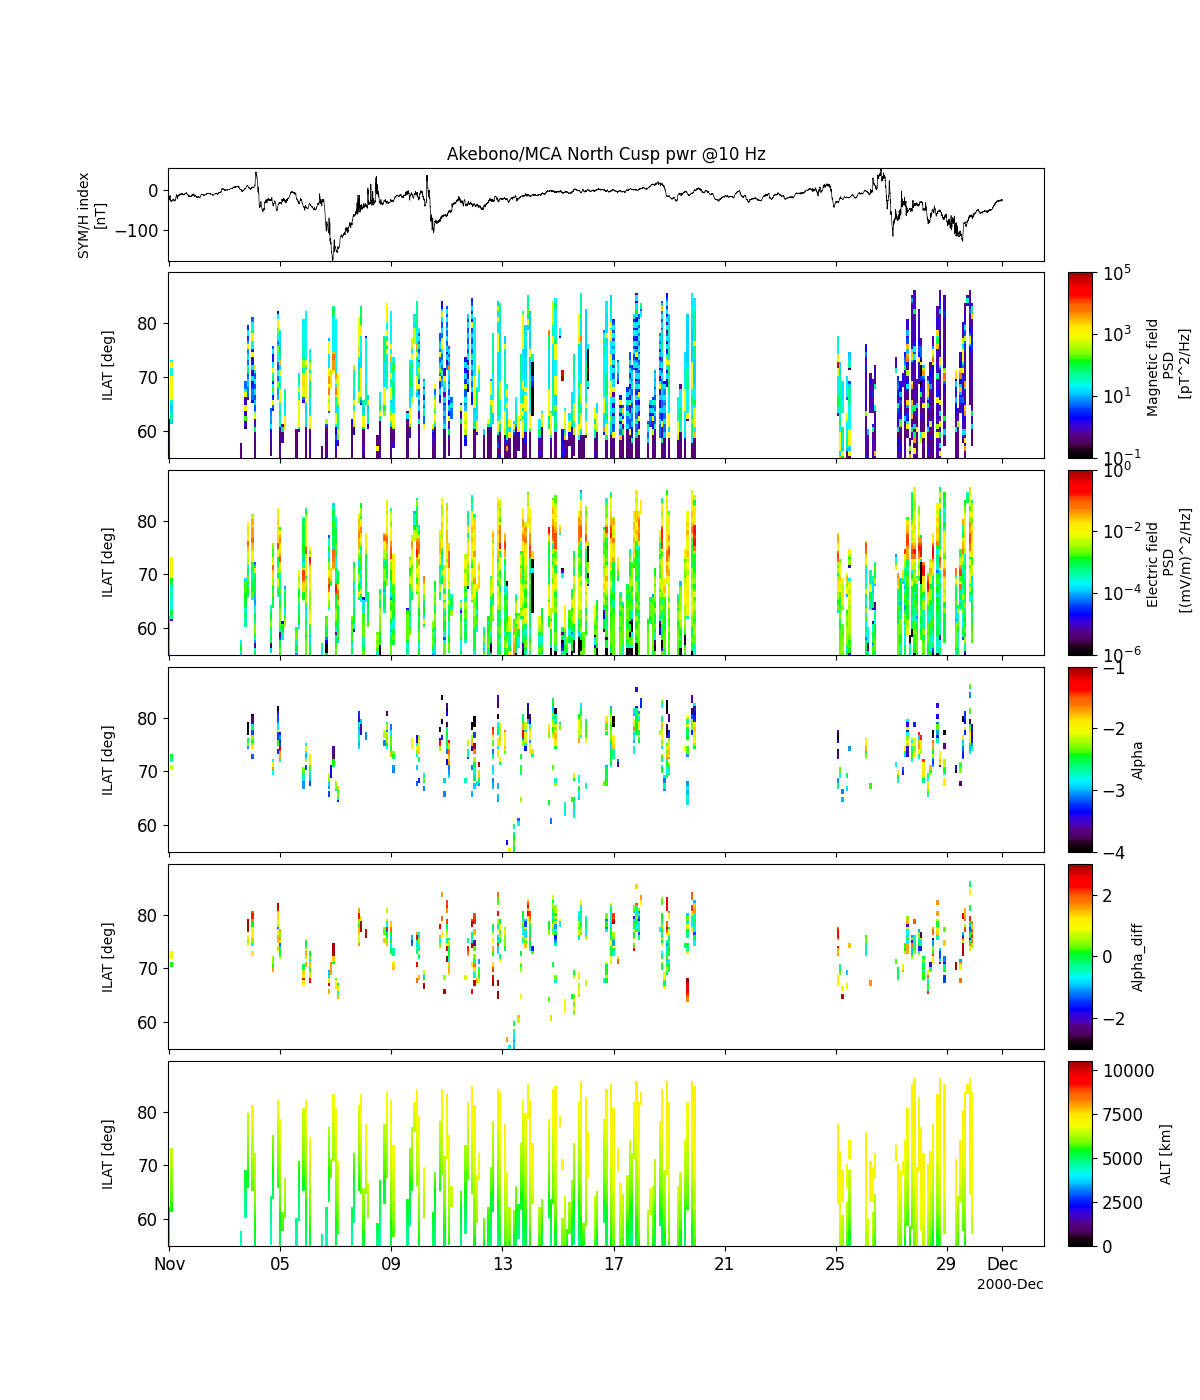 Akebono/MCA North Cusp pwr @10 Hz
SYM/H index
[nT]
0
−100
ILAT [deg]
80
70
60
10^5
10^3
10^1
10^−1
Magnetic field
PSD
[pT^2/Hz]
ILAT [deg]
80
70
60
10^0
10^−2
10^−4
10^−6
Electric field
PSD
[(mV/m)^2/Hz]
ILAT [deg]
80
70
60
−1
−2
−3
−4
Alpha
ILAT [deg]
80
70
60
2
0
−2
Alpha_diff
ILAT [deg]
80
70
60
10000
7500
5000
2500
0
ALT [km]
Nov 05 09 13 17 21 25 29 Dec
2000-Dec